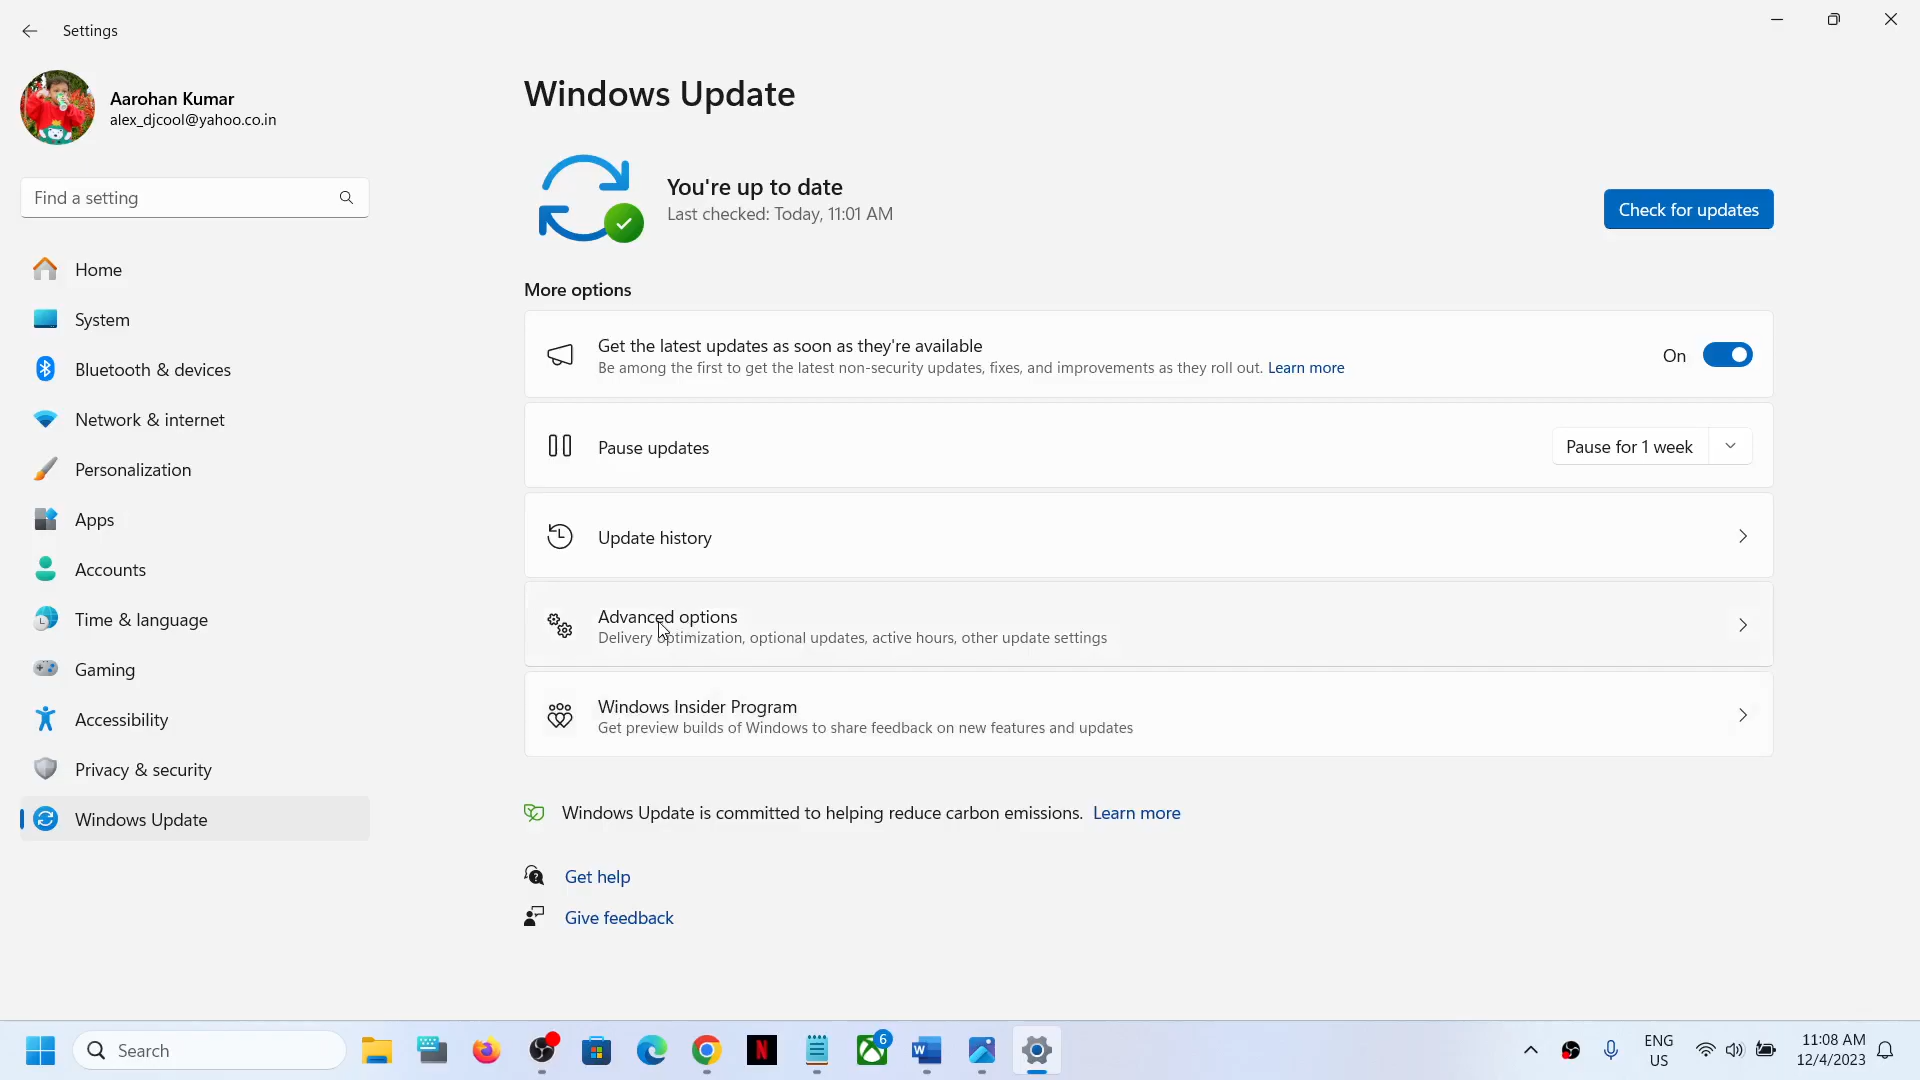 Settings
Aarohan Kumar
alex_djcool@yahoo.co.in
Find a setting
Home
System
Bluetooth & devices
Network & internet
Personalization
Apps
Accounts
Time & language
Gaming
Accessibility
Privacy & security
Windows Update
Windows Update
You're up to date
Last checked: Today, 11:01 AM
Check for updates
More options
Get the latest updates as soon as they're available
Be among the first to get the latest non-security updates, fixes, and improvements as they roll out. Learn more
On
Pause updates
Pause for 1 week
Update history
Advanced options
Delivery optimization, optional updates, active hours, other update settings
Windows Insider Program
Get preview builds of Windows to share feedback on new features and updates
Windows Update is committed to helping reduce carbon emissions. Learn more
Get help
Give feedback
Search
N
6
W
ENG
US
11:08 AM
12/4/2023